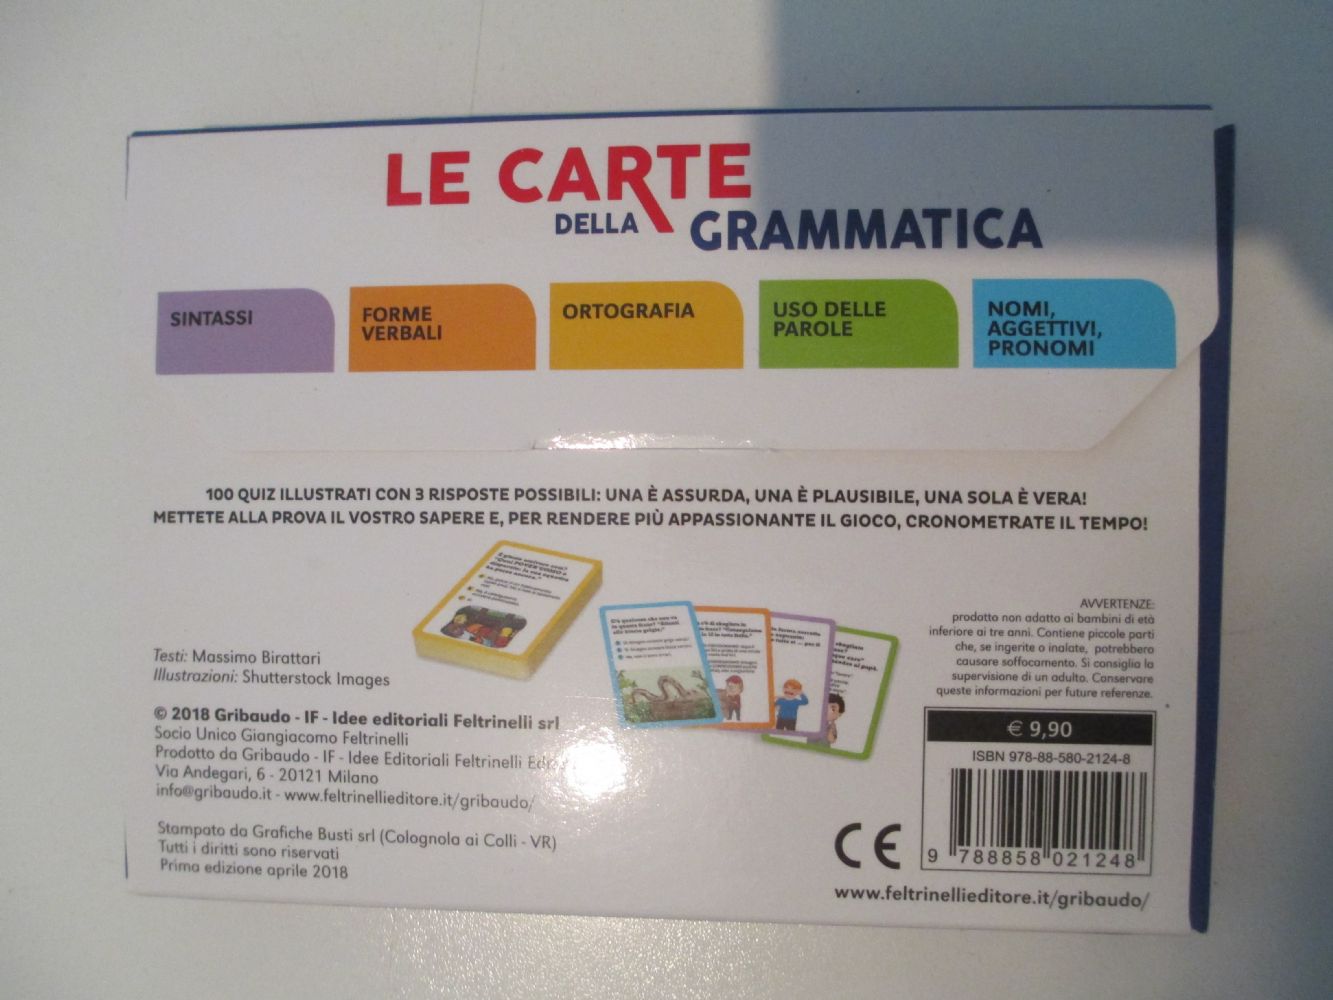 LE CARTE
DELLA GRAMMATICA
SINTASSI
FORME
VERBALI
ORTOGRAFIA
USO DELLE
PAROLE
NOMI,
AGGETTIVI,
PRONOMI
100 QUIZ ILLUSTRATI CON 3 RISPOSTE POSSIBILI: UNA È ASSURDA, UNA È PLAUSIBILE, UNA SOLA È VERA!
METTETE ALLA PROVA IL VOSTRO SAPERE E, PER RENDERE PIÙ APPASSIONANTE IL GIOCO, CRONOMETRATE IL TEMPO!
Testi: Massimo Birattari
Illustrazioni: Shutterstock Images
© 2018 Gribaudo - IF - Idee editoriali Feltrinelli srl
Socio Unico Giangiacomo Feltrinelli
Prodotto da Gribaudo - IF - Idee Editoriali Feltrinelli
Via Andegari, 6 - 20121 Milano
info@gribaudo.it - www.feltrinellieditore.it/gribaudo/
Stampato da Grafiche Busti srl (Colognola ai Colli - VR)
Tutti i diritti sono riservati
Prima edizione aprile 2018
AVVERTENZE:
prodotto non adatto ai bambini di età
inferiore ai tre anni. Contiene piccole parti
che, se ingerite o inalate, potrebbero
causare soffocamento. Si consiglia la
supervisione di un adulto. Conservare
queste informazioni per future referenze.
€ 9,90
ISBN 978-88-580-2124-8
9 788858 021248
CE
www.feltrinellieditore.it/gribaudo/